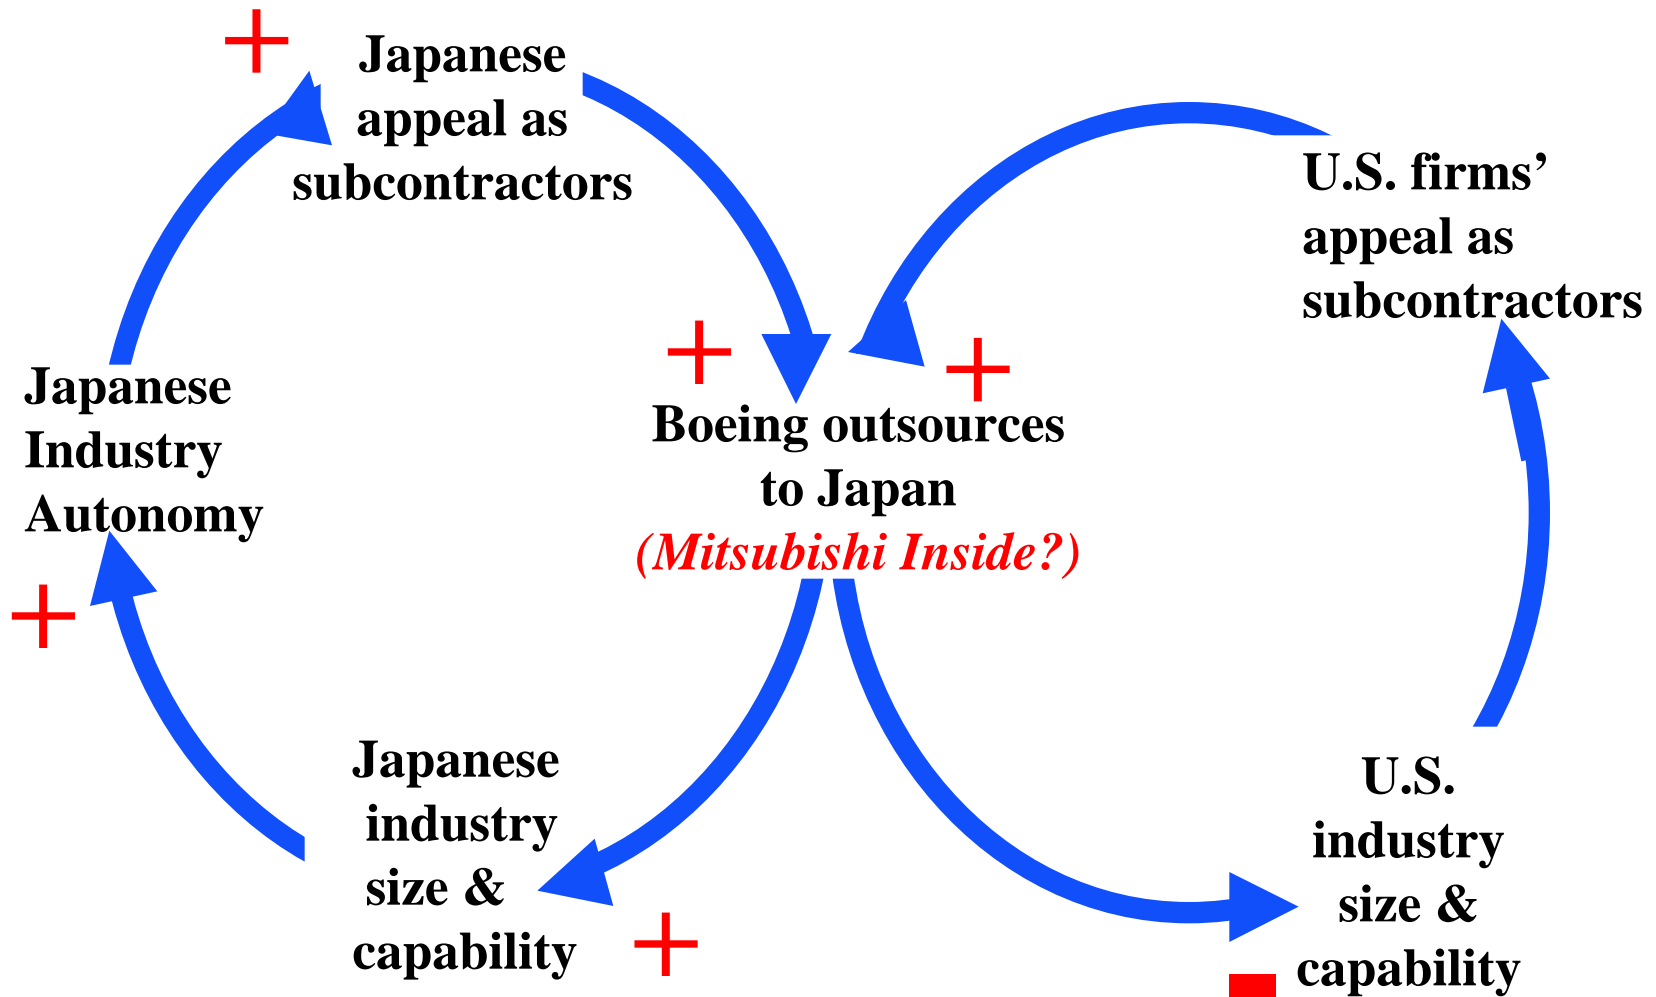 Japanese
appeal as
subcontractors
U.S. firms’
appeal as
subcontractors
Japanese
Industry
Autonomy
Boeing outsources
to Japan
(Mitsubishi Inside?)
Japanese
industry
size &
capability
U.S.
industry
size &
capability
+
+
+
+
+
-